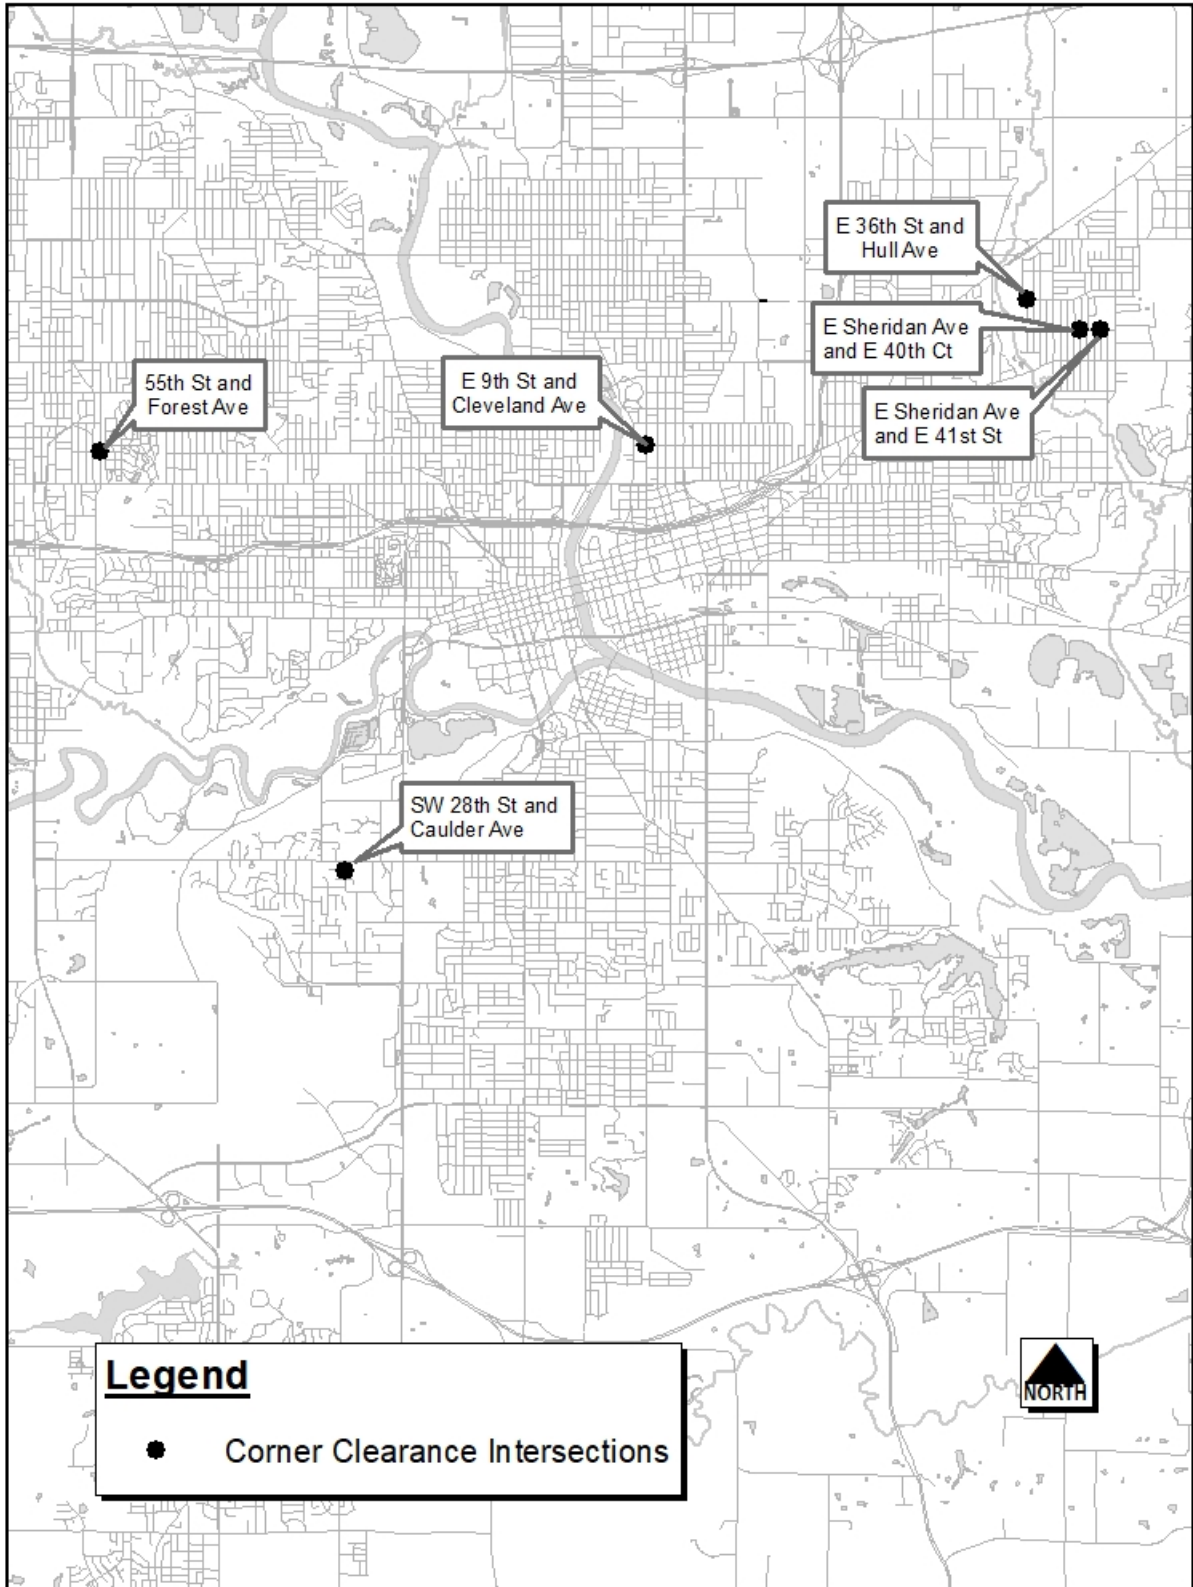 E 36th St and
Hull Ave
E Sheridan Ave
and E 40th Ct
55th St and
Forest Ave
E 9th St and
Cleveland Ave
E Sheridan Ave
and E 41st St
SW 28th St and
Caulder Ave
Legend
Corner Clearance Intersections
NORTH